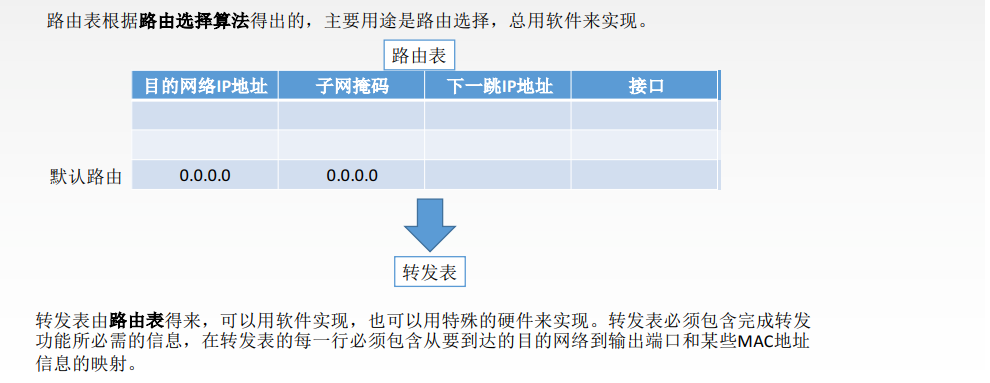 路由表根据路由选择算法得出的，主要用途是路由选择，总用软件来实现。
路由表
目的网络IP地址 子网掩码 下一跳IP地址 接口
默认路由 0.0.0.0 0.0.0.0
转发表
转发表由路由表得来，可以用软件实现，也可以用特殊的硬件来实现。转发表必须包含完成转发
功能所必需的信息，在转发表的每一行必须包含从要到达的目的网络到输出端口和某些MAC地址
信息的映射。